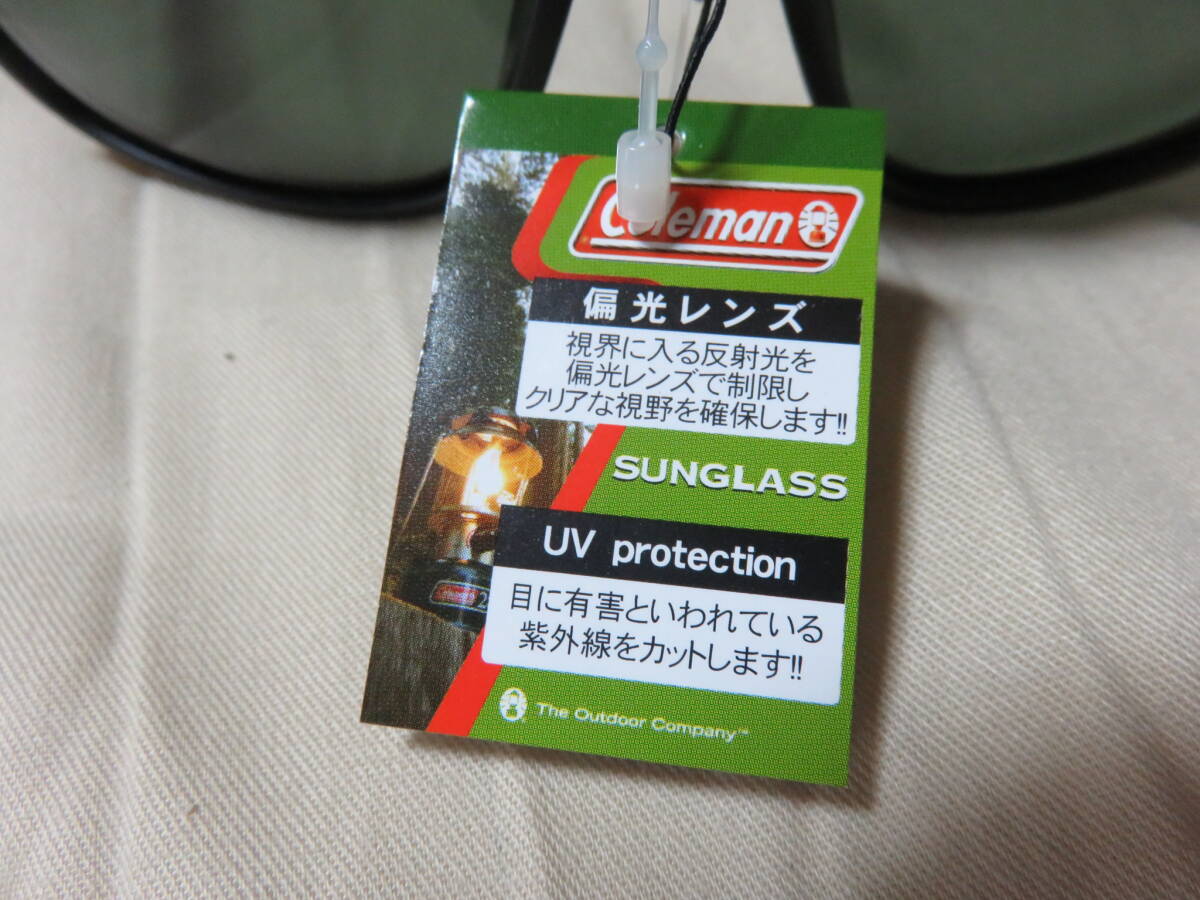 Coleman
偏光レンズ
視界に入る反射光を
偏光レンズで制限し
クリアな視野を確保します!!
SUNGLASS
UV protection
目に有害といわれている
紫外線をカットします!!
The Outdoor Company™